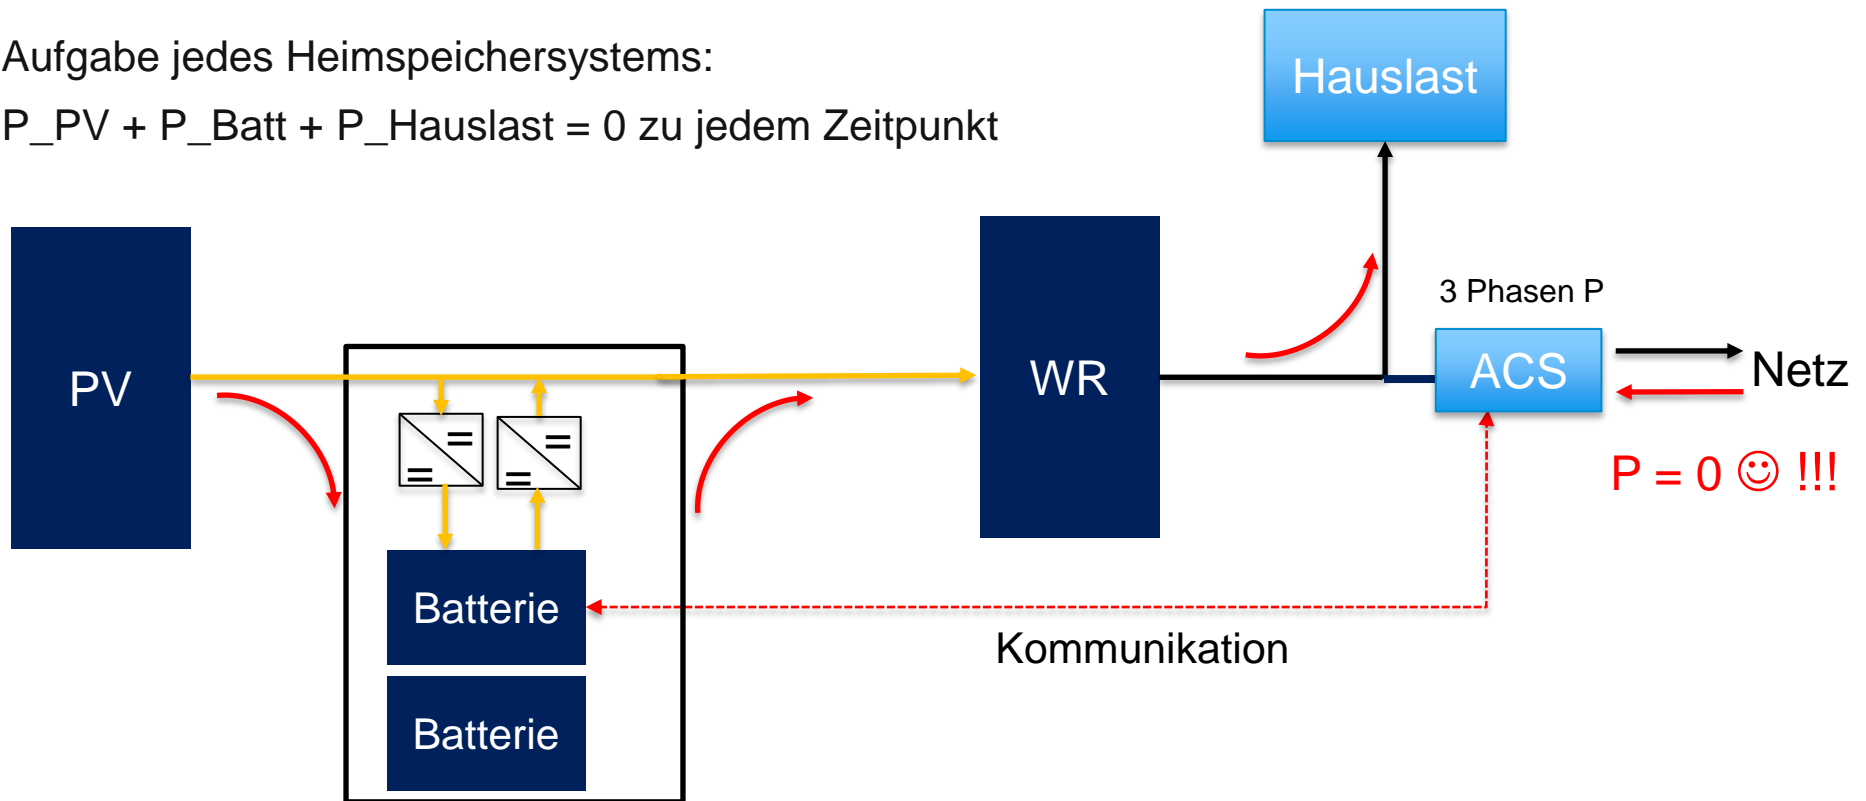 Aufgabe jedes Heimspeichersystems:
P_PV + P_Batt + P_Hauslast = 0 zu jedem Zeitpunkt
Hauslast
3 Phasen P
PV
WR
ACS
Netz
P = 0 ☺ !!!
Batterie
Kommunikation
Batterie